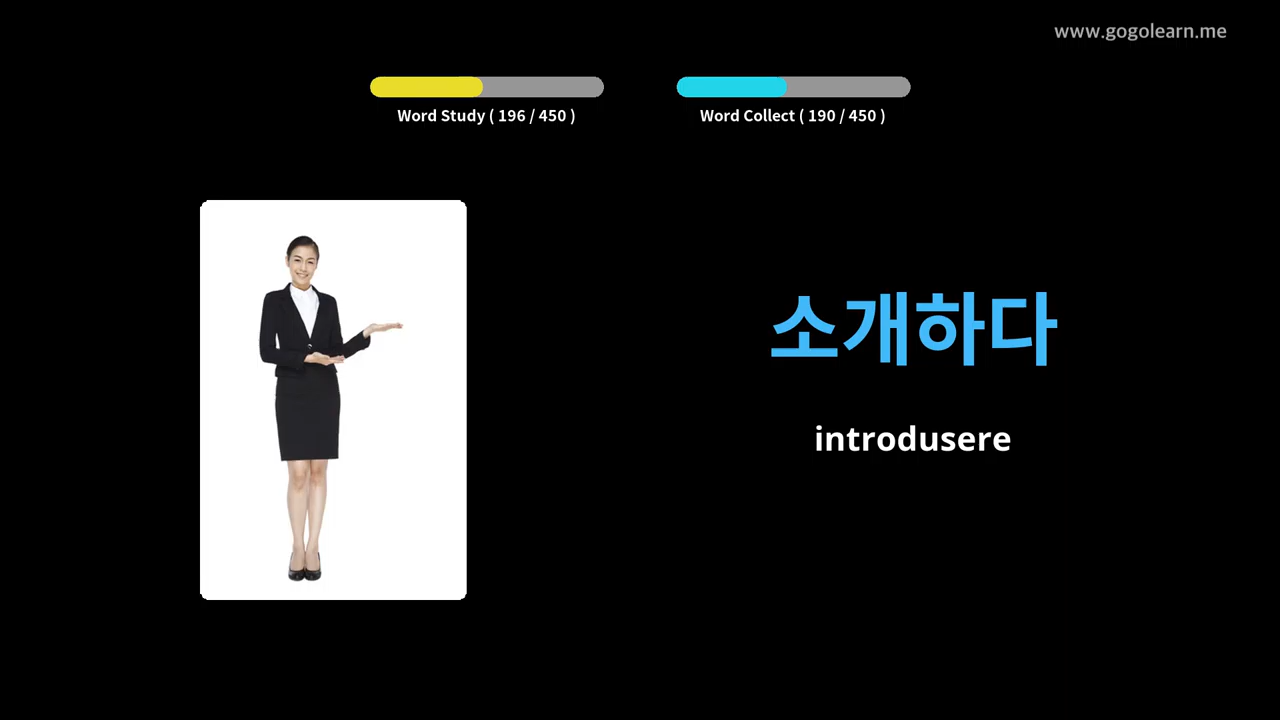 www.gogolearn.me
Word Study ( 196 / 450 )
Word Collect ( 190 / 450 )
소개하다
introdusere